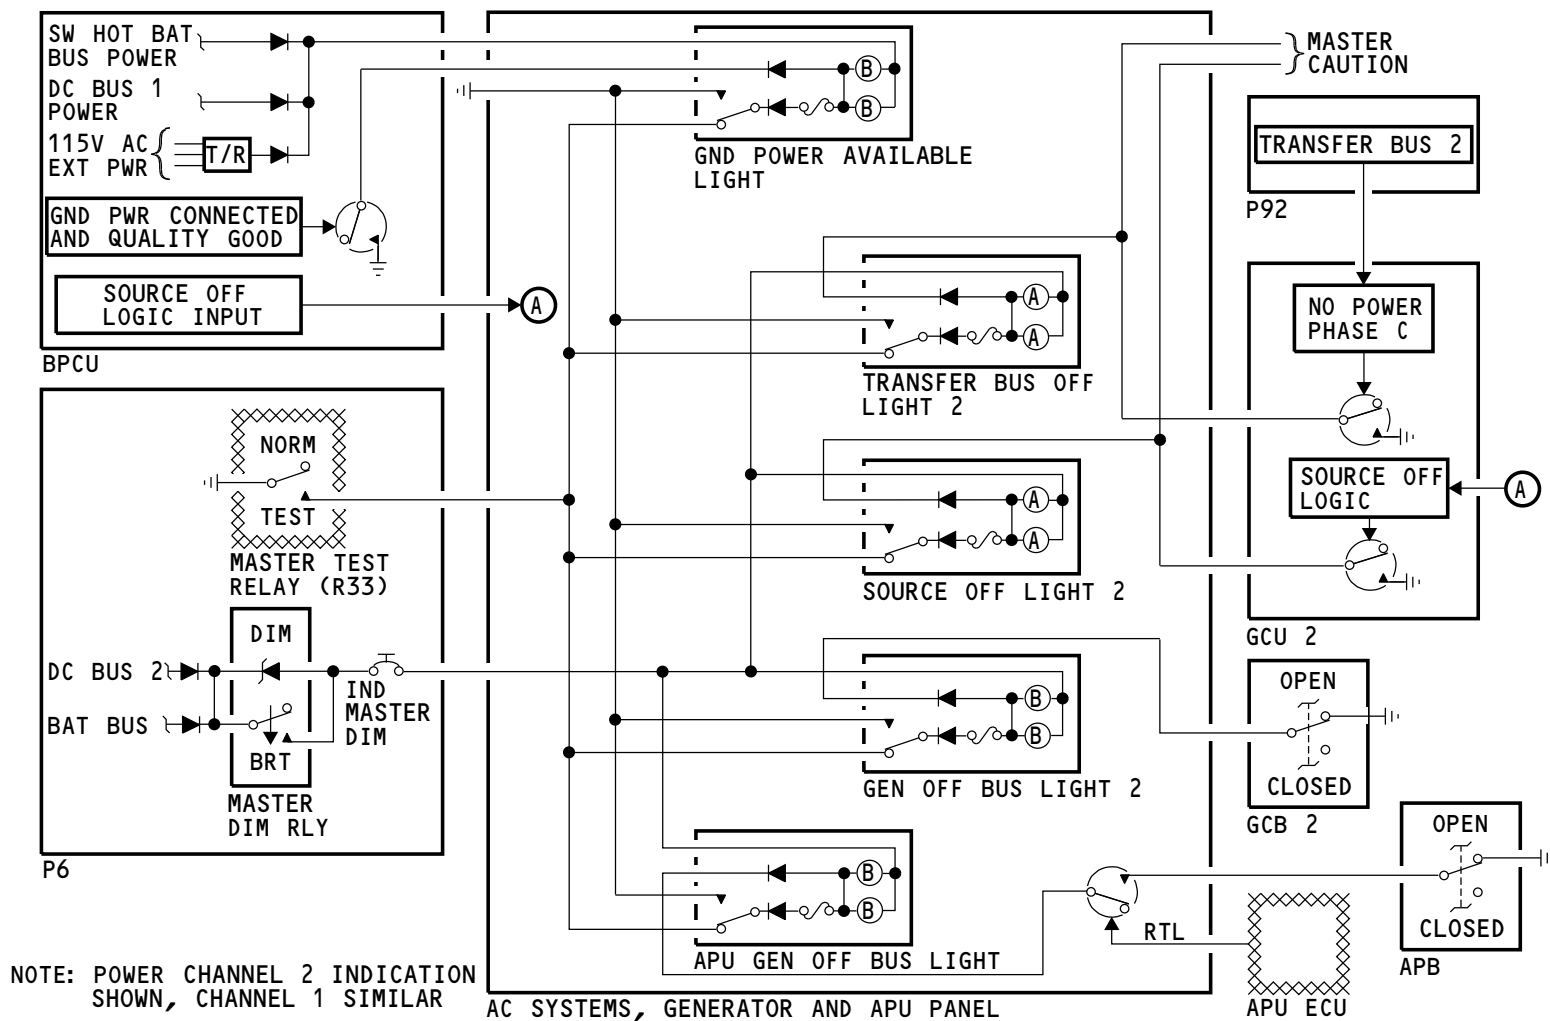 SW HOT BAT
BUS POWER
DC BUS 1
POWER
115V AC
EXT PWR
T/R
GND PWR CONNECTED
AND QUALITY GOOD
SOURCE OFF
LOGIC INPUT
A
BPCU
NORM
TEST
MASTER TEST
RELAY (R33)
DIM
DC BUS 2
BAT BUS
BRT
IND
MASTER
DIM
MASTER
DIM RLY
P6
B
B
GND POWER AVAILABLE
LIGHT
A
A
TRANSFER BUS OFF
LIGHT 2
A
A
SOURCE OFF LIGHT 2
B
B
GEN OFF BUS LIGHT 2
B
B
APU GEN OFF BUS LIGHT
RTL
AC SYSTEMS, GENERATOR AND APU PANEL
MASTER
CAUTION
TRANSFER BUS 2
P92
NO POWER
PHASE C
SOURCE OFF
LOGIC
A
GCU 2
OPEN
CLOSED
GCB 2
OPEN
CLOSED
APB
APU ECU
NOTE: POWER CHANNEL 2 INDICATION
SHOWN, CHANNEL 1 SIMILAR